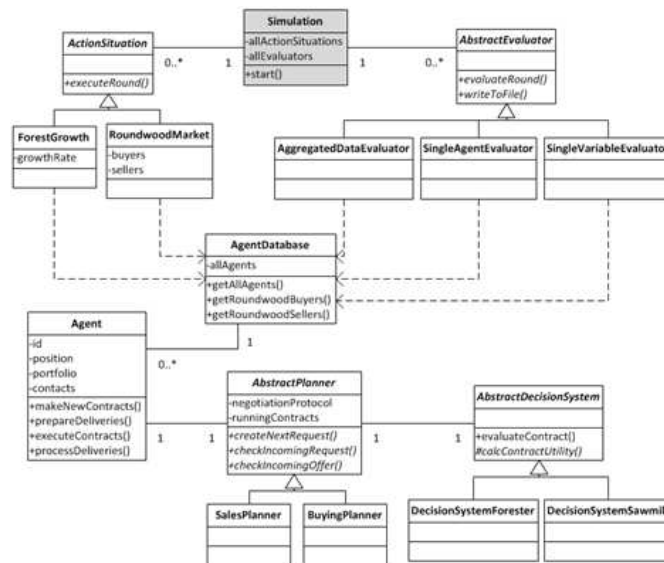 Simulation
-allActionSituations
-allEvaluators
+start()
ActionSituation
+executeRound()
0..*
1
1
0..*
AbstractEvaluator
+evaluateRound()
+writeToFile()
ForestGrowth
-growthRate
RoundwoodMarket
-buyers
-sellers
AggregatedDataEvaluator
SingleAgentEvaluator
SingleVariableEvaluator
AgentDatabase
-allAgents
+getAllAgents()
+getRoundwoodBuyers()
+getRoundwoodSellers()
1
0..*
Agent
-id
-position
-portfolio
-contacts
+makeNewContracts()
+prepareDeliveries()
+executeContracts()
+processDeliveries()
1
1
AbstractPlanner
-negotiationProtocol
-runningContracts
+createNextRequest()
+checkIncomingRequest()
+checkIncomingOffer()
1
1
AbstractDecisionSystem
+evaluateContract()
#calcContractUtility()
SalesPlanner
BuyingPlanner
DecisionSystemForester
DecisionSystemSawmill